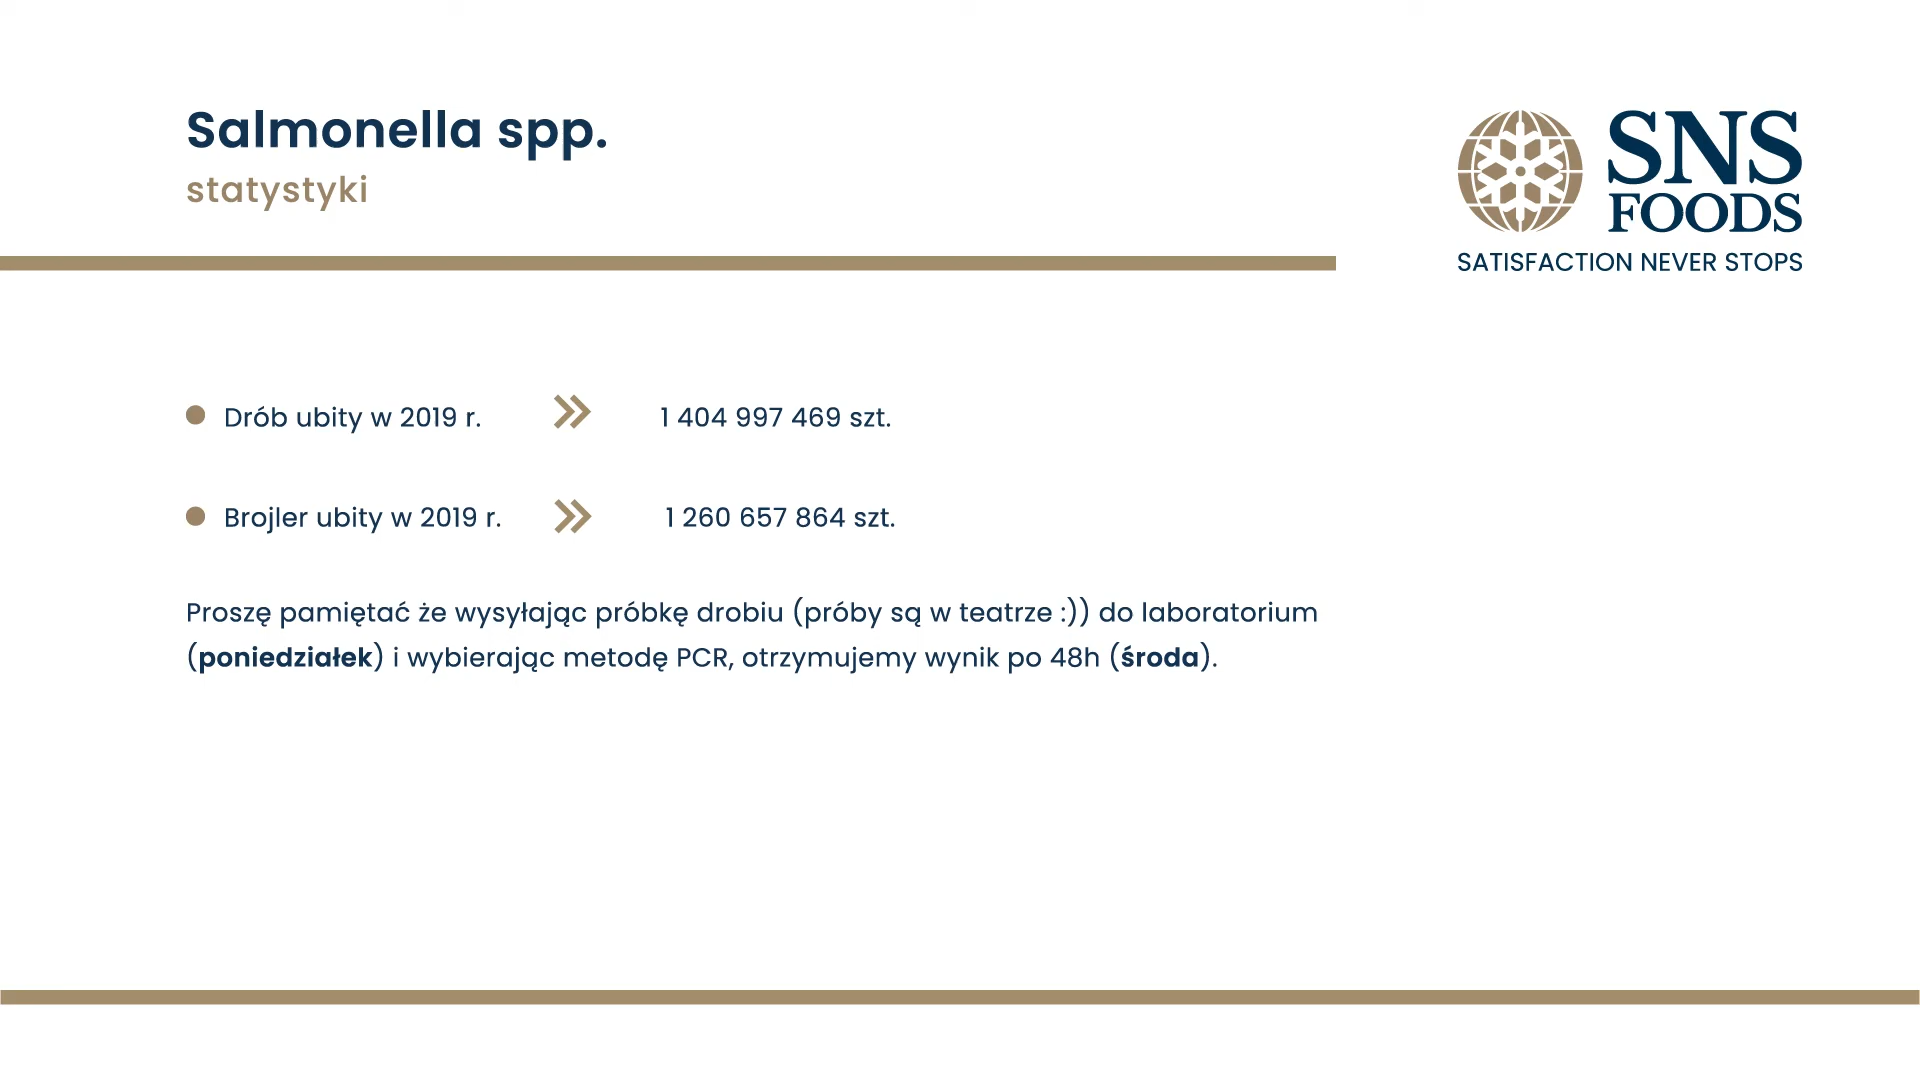 Salmonella spp.
statystyki
SNS
FOODS
SATISFACTION NEVER STOPS
Drób ubity w 2019 r. 1 404 997 469 szt.
Brojler ubity w 2019 r. 1 260 657 864 szt.
Proszę pamiętać że wysyłając próbkę drobiu (próby są w teatrze :)) do laboratorium
(poniedziałek) i wybierając metodę PCR, otrzymujemy wynik po 48h (środa).